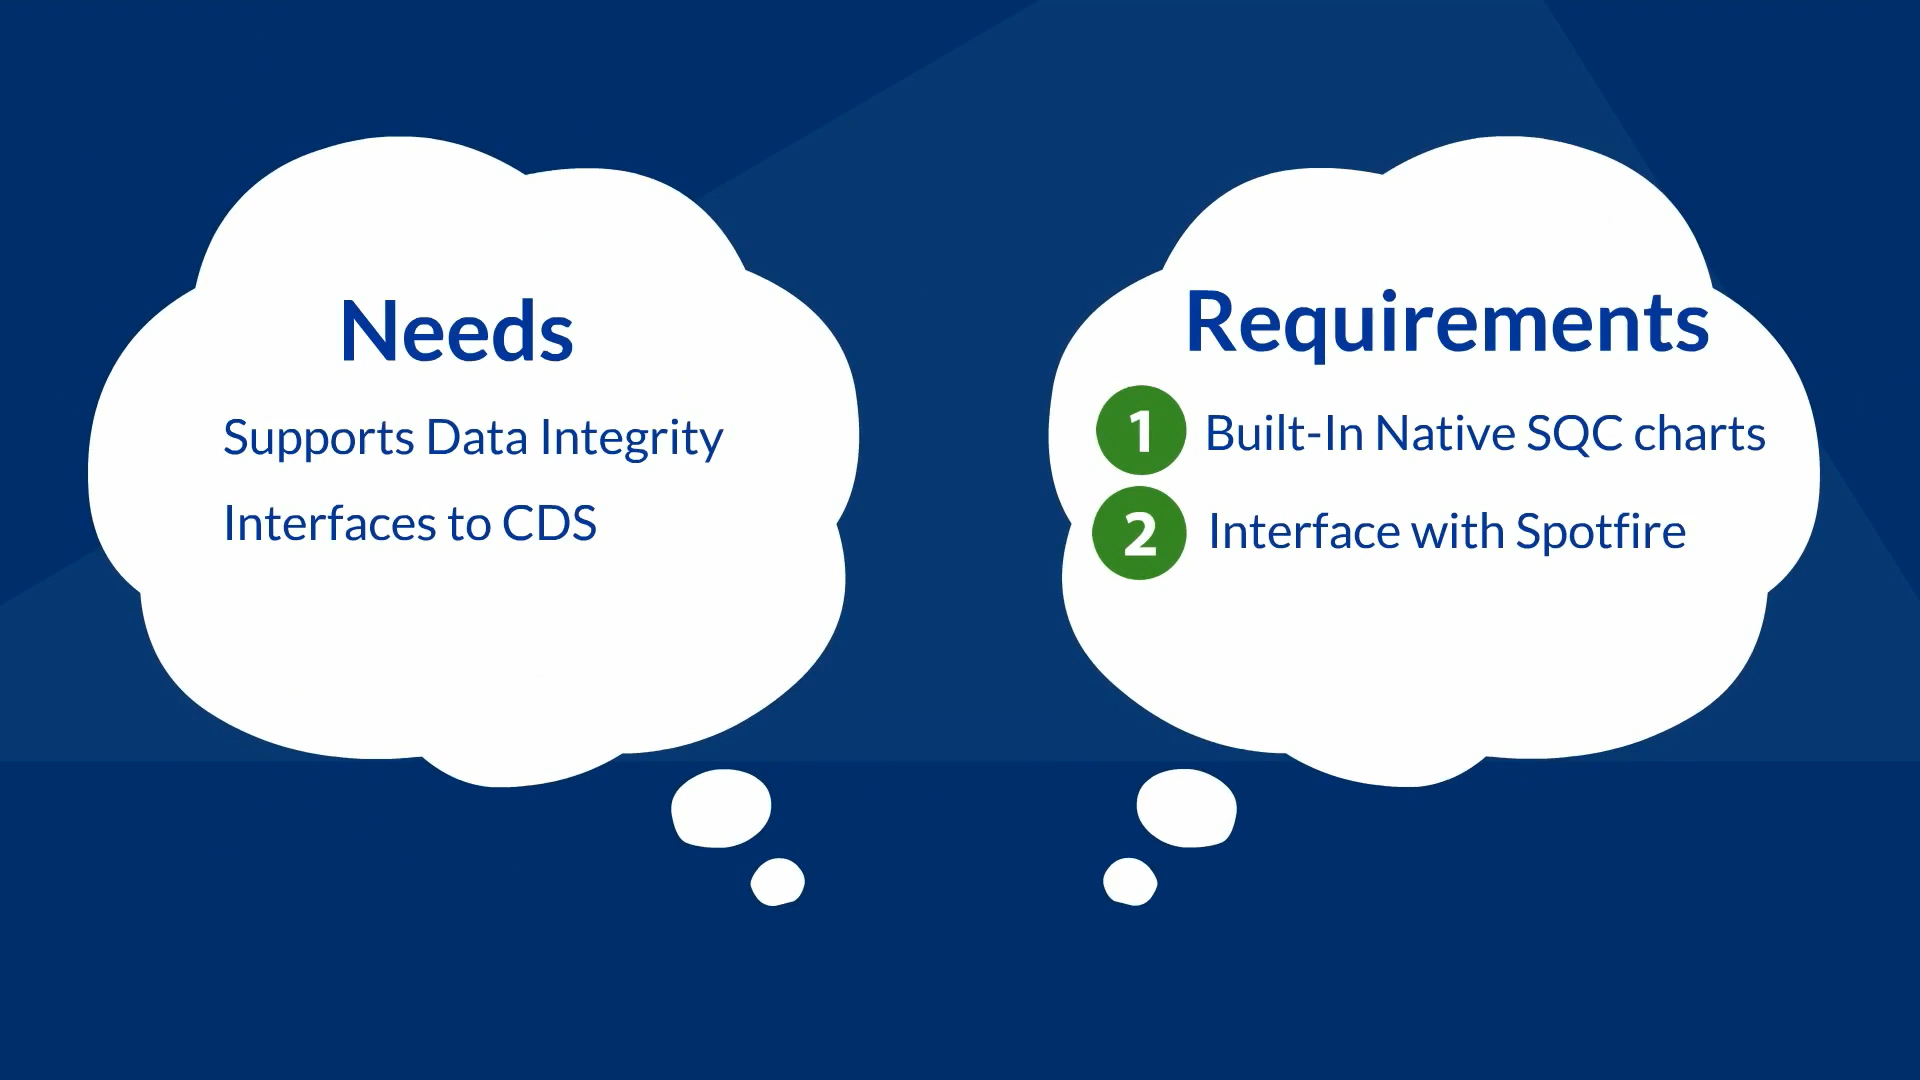 Needs
Supports Data Integrity
Interfaces to CDS
Requirements
1 Built-In Native SQC charts
2 Interface with Spotfire